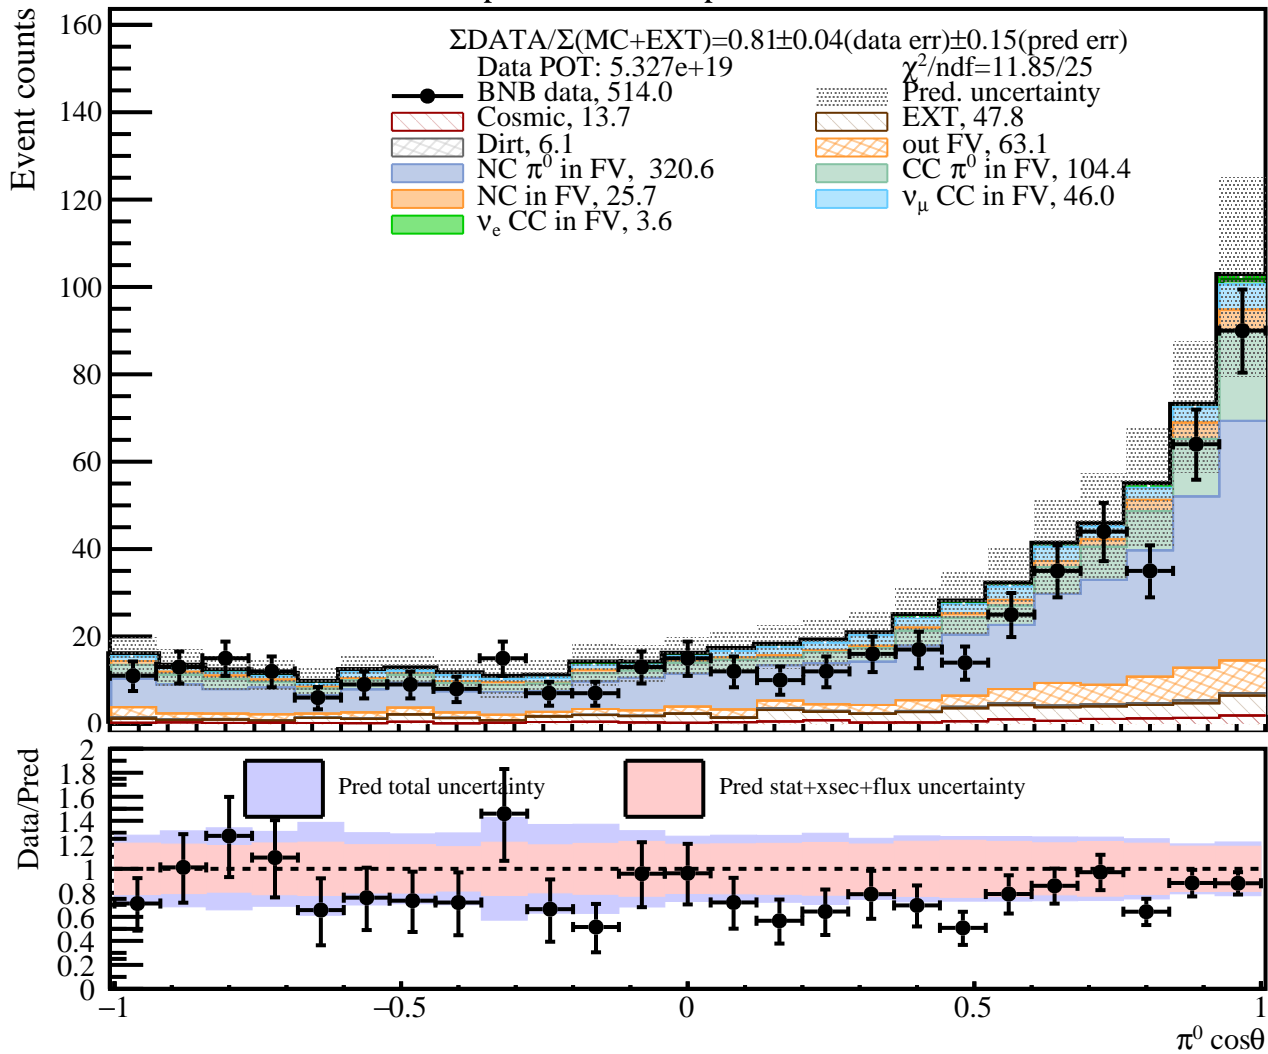 ΣDATA/Σ(MC+EXT)=0.81±0.04(data err)±0.15(pred err)
Data POT: 5.327e+19
χ²/ndf=11.85/25
BNB data, 514.0
Pred. uncertainty
Cosmic, 13.7
EXT, 47.8
Dirt, 6.1
out FV, 63.1
NC π⁰ in FV, 320.6
CC π⁰ in FV, 104.4
NC in FV, 25.7
νμ CC in FV, 46.0
νe CC in FV, 3.6
Event counts
160
140
120
100
80
60
40
20
0
Pred total uncertainty
Pred stat+xsec+flux uncertainty
Data/Pred
2
1.8
1.6
1.4
1.2
1
0.8
0.6
0.4
0.2
0
−1
−0.5
0
0.5
1
π⁰ cosθ